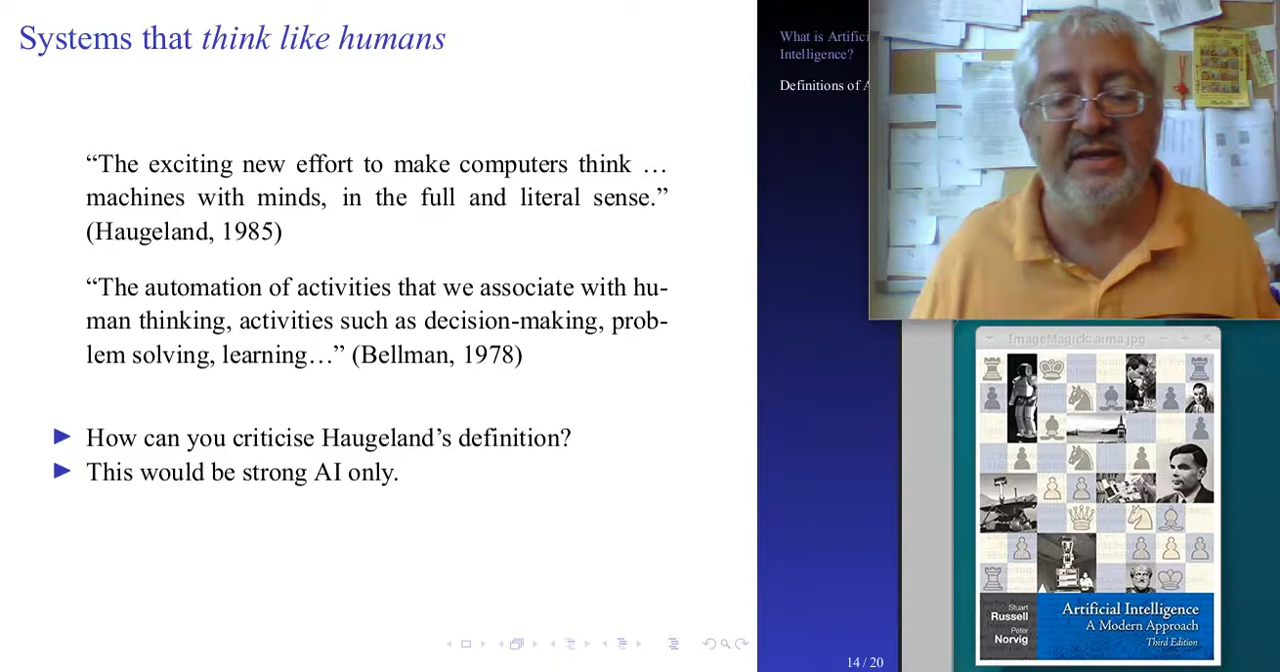 Systems that think like humans
“The exciting new effort to make computers think …
machines with minds, in the full and literal sense.”
(Haugeland, 1985)
“The automation of activities that we associate with hu-
man thinking, activities such as decision-making, prob-
lem solving, learning…” (Bellman, 1978)
▶ How can you criticise Haugeland’s definition?
▶ This would be strong AI only.
What is Artifici
Intelligence?
Definitions of A
14 / 20
ImageMagick: aima.jpg
Stuart
Russell
Peter
Norvig
Artificial Intelligence
A Modern Approach
Third Edition